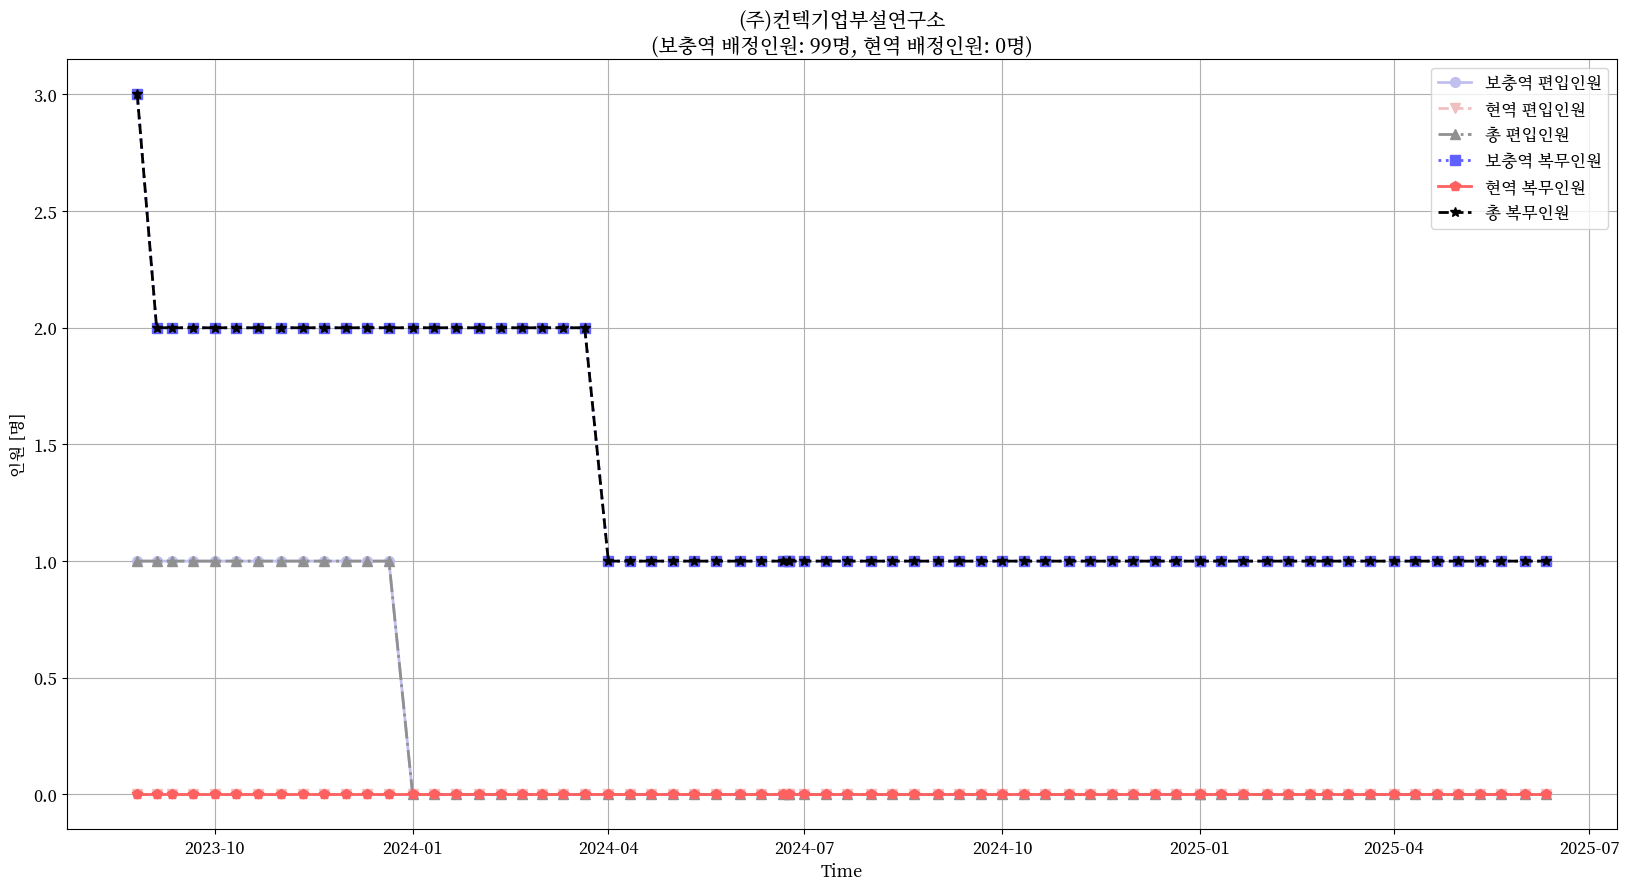 (주)컨텍기업부설연구소
(보충역 배정인원: 99명, 현역 배정인원: 0명)
보충역 편입인원
현역 편입인원
총 편입인원
보충역 복무인원
현역 복무인원
총 복무인원
인원 [명]
3.0
2.5
2.0
1.5
1.0
0.5
0.0
2023-10
2024-01
2024-04
2024-07
2024-10
2025-01
2025-04
2025-07
Time